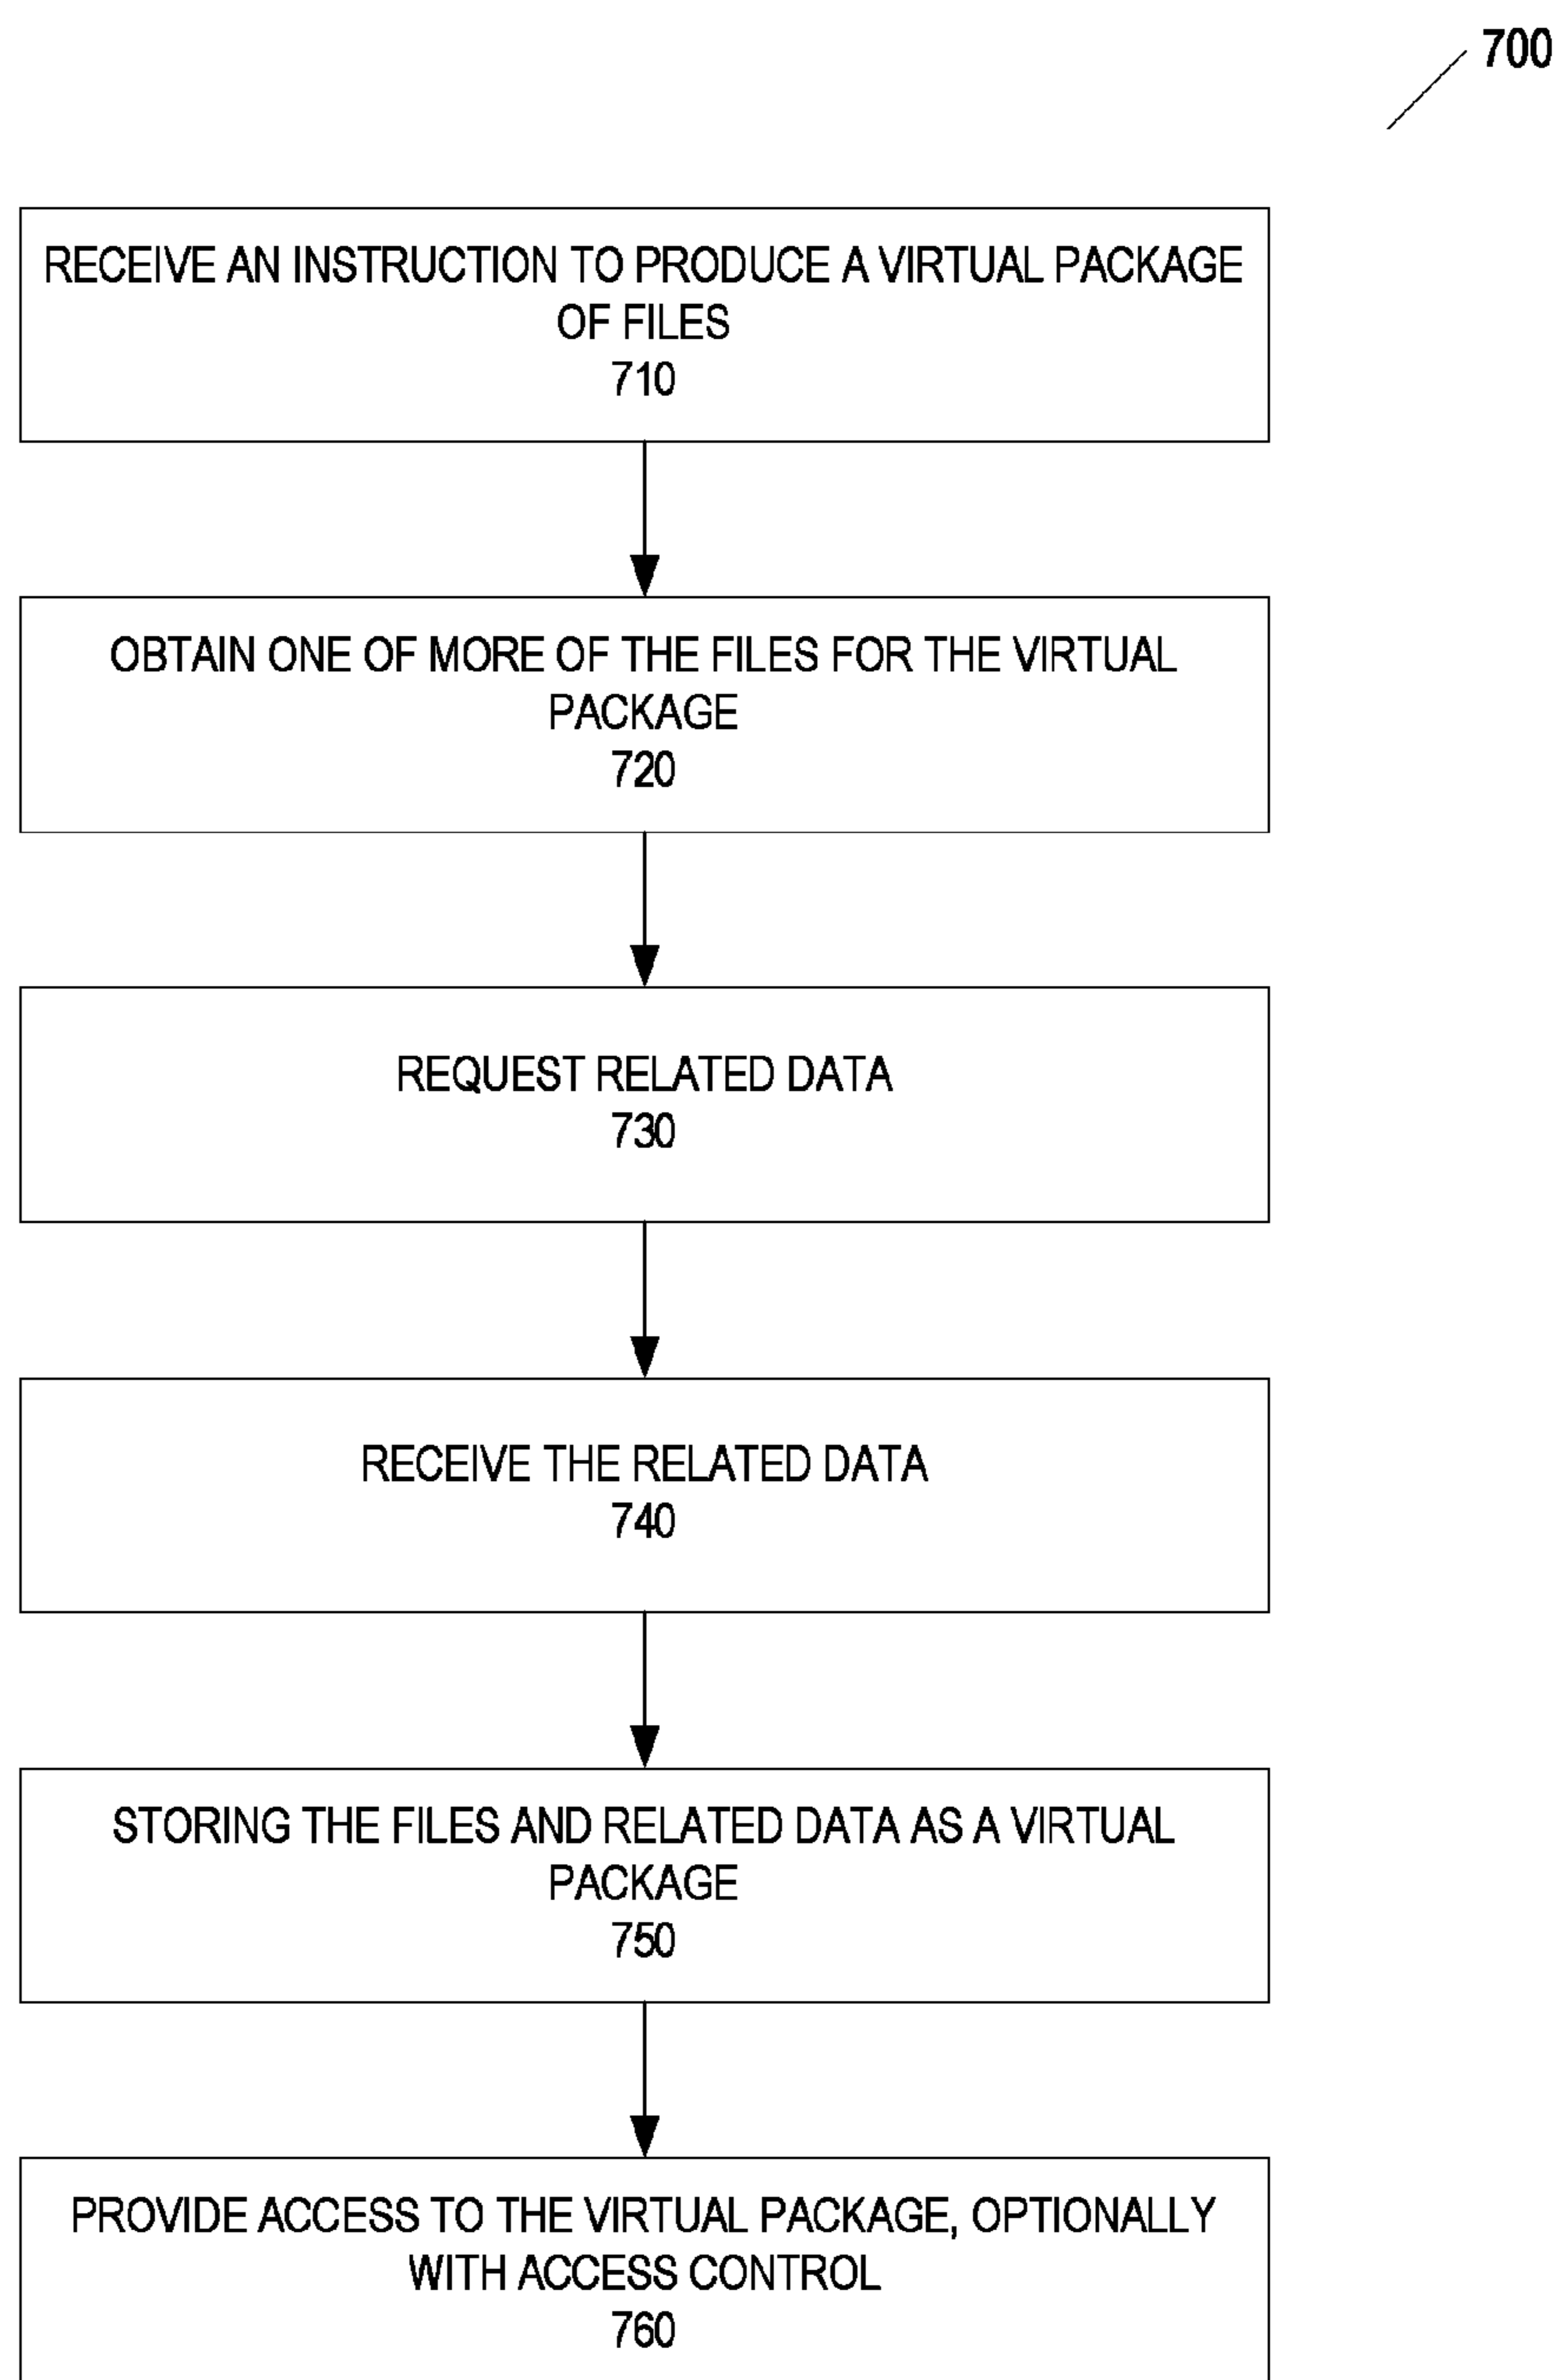 700
RECEIVE AN INSTRUCTION TO PRODUCE A VIRTUAL PACKAGE
OF FILES
710
OBTAIN ONE OF MORE OF THE FILES FOR THE VIRTUAL
PACKAGE
720
REQUEST RELATED DATA
730
RECEIVE THE RELATED DATA
740
STORING THE FILES AND RELATED DATA AS A VIRTUAL
PACKAGE
750
PROVIDE ACCESS TO THE VIRTUAL PACKAGE, OPTIONALLY
WITH ACCESS CONTROL
760